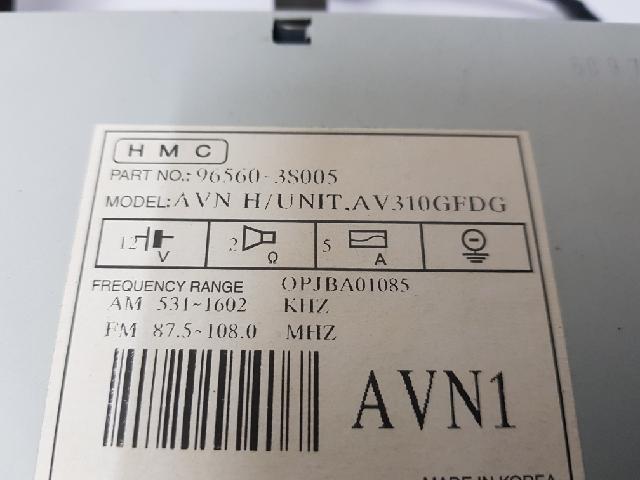 HMC
PART NO.: 96560-38005
MODEL: AVN H/UNIT.AV310GFDG
12 V 2 Ω 5 A
FREQUENCY RANGE OPJBA01085
AM 531~1602 KHZ
FM 87.5~108.0 MHZ
AVN1
MADE IN KOREA